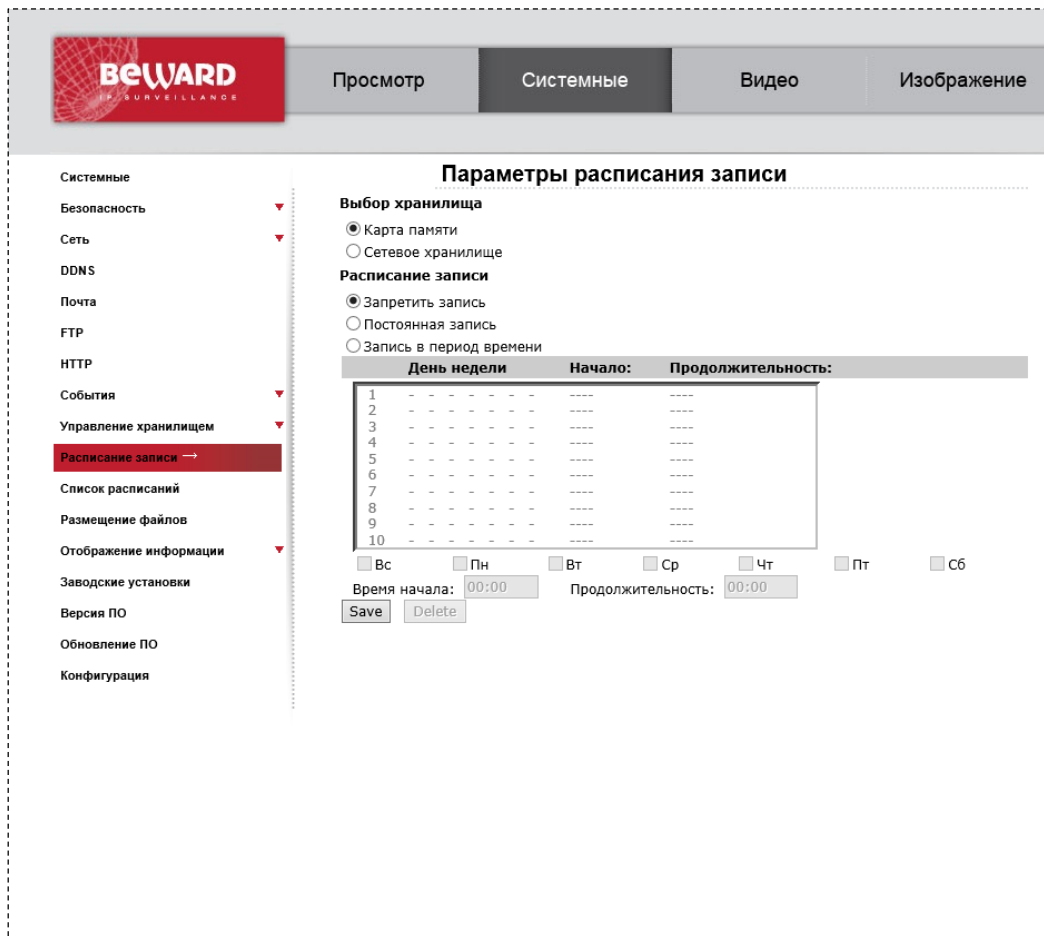 BEWARD
IP SURVEILLANCE
Просмотр Системные Видео Изображение
Параметры расписания записи
Системные
Безопасность
Сеть
DDNS
Почта
FTP
HTTP
События
Управление хранилищем
Расписание записи →
Список расписаний
Размещение файлов
Отображение информации
Заводские установки
Версия ПО
Обновление ПО
Конфигурация
Выбор хранилища
Карта памяти
Сетевое хранилище
Расписание записи
Запретить запись
Постоянная запись
Запись в период времени
День недели Начало: Продолжительность:
1 - - - - - - - ---- ----
2 - - - - - - - ---- ----
3 - - - - - - - ---- ----
4 - - - - - - - ---- ----
5 - - - - - - - ---- ----
6 - - - - - - - ---- ----
7 - - - - - - - ---- ----
8 - - - - - - - ---- ----
9 - - - - - - - ---- ----
10 - - - - - - - ---- ----
Вс Пн Вт Ср Чт Пт Сб
Время начала: 00:00 Продолжительность: 00:00
Save Delete